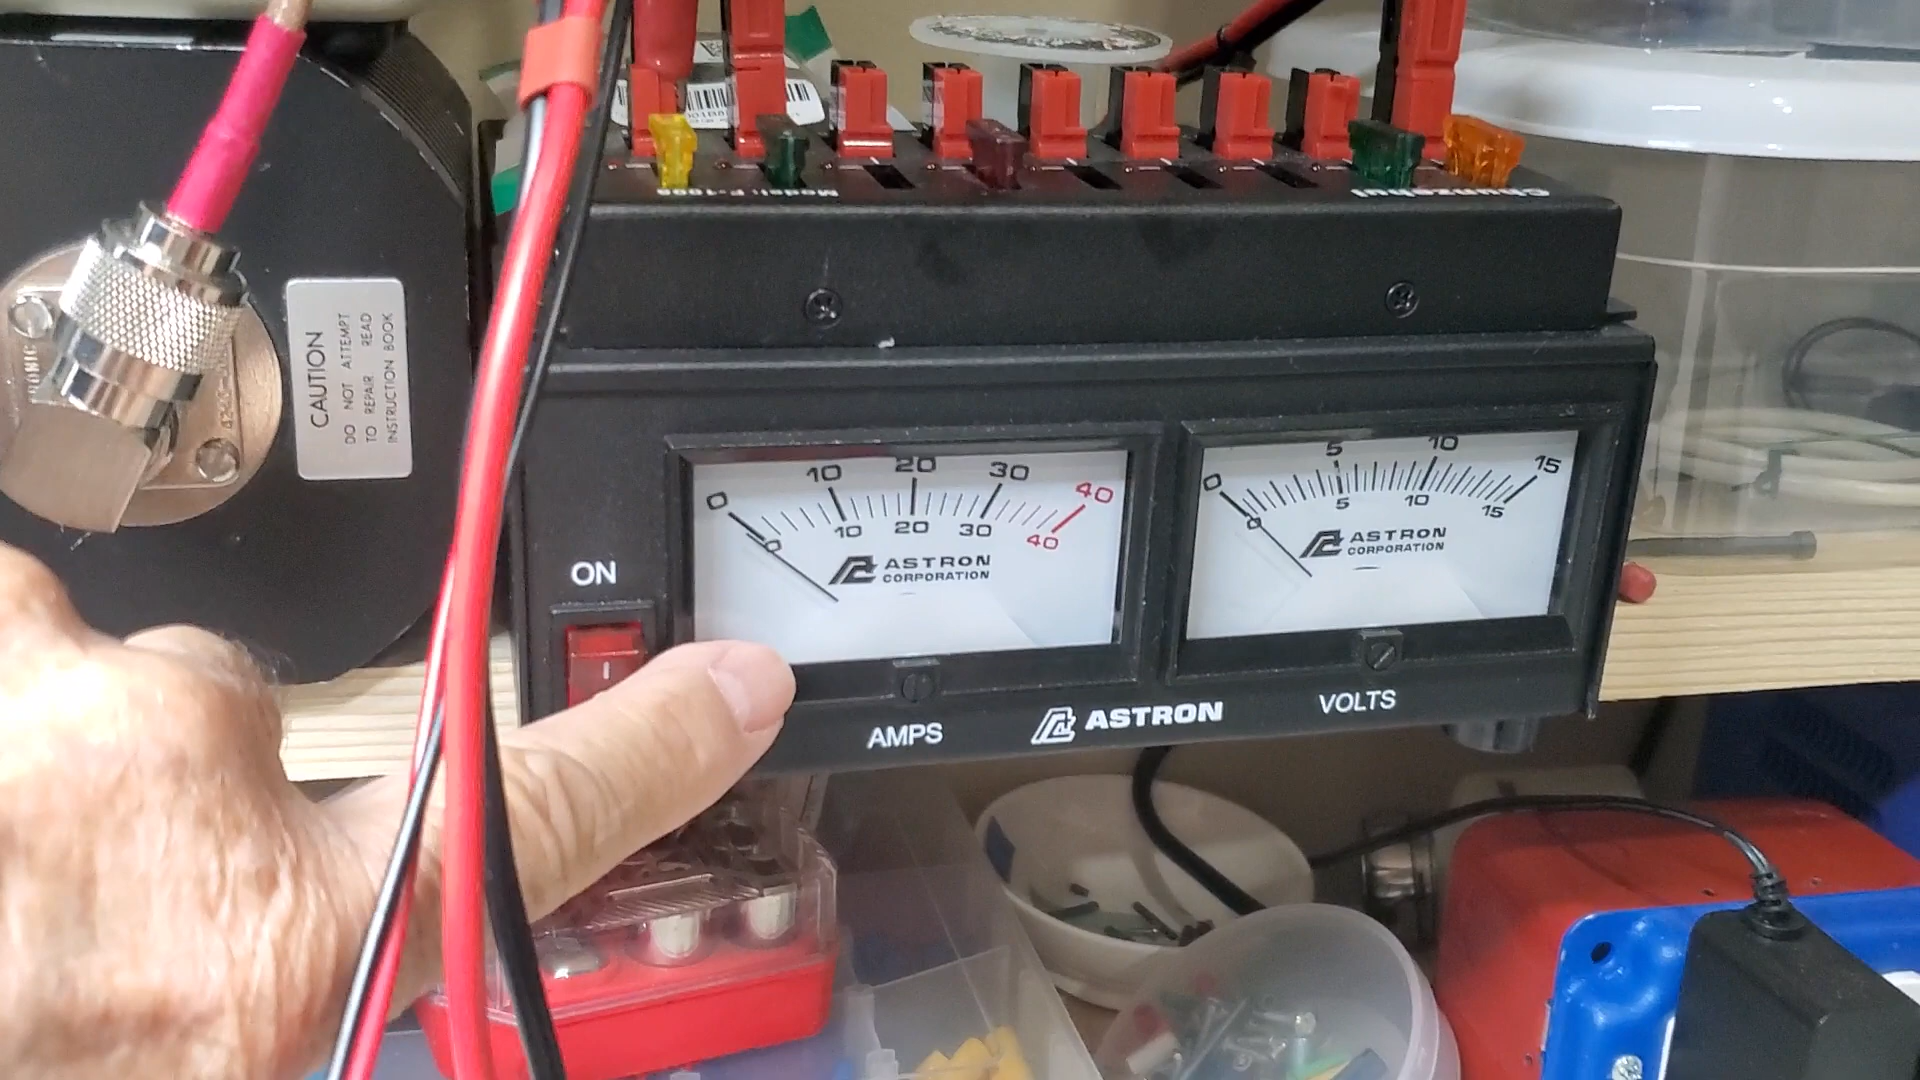 CAUTION
DO NOT ATTEMPT
TO REPAIR READ
INSTRUCTION BOOK
Chunzehui
ON
I
0 10 20 30 40
0 10 20 30 40
ASTRON
CORPORATION
AMPS
ASTRON
0 5 10 15
0 5 10 15
ASTRON
CORPORATION
VOLTS